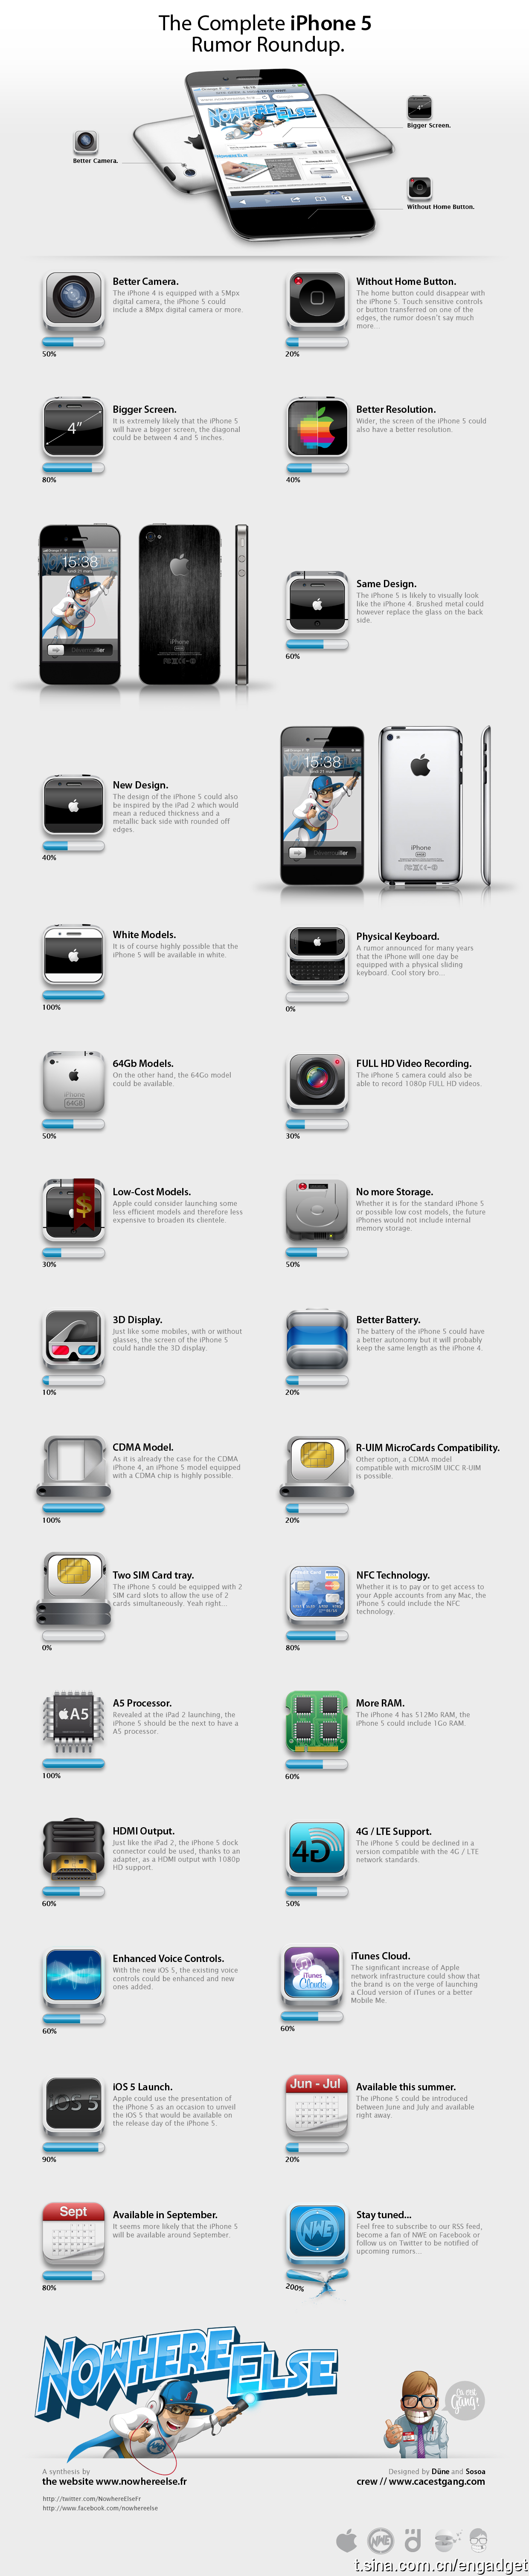 The Complete iPhone 5
Rumor Roundup.
4"
Bigger Screen.
Better Camera.
Without Home Button.
Better Camera.
The iPhone 4 is equipped with a 5Mpx
digital camera, the iPhone 5 could
include a 8Mpx digital camera or more.
50%
Without Home Button.
The home button could disappear with
the iPhone 5. Touch sensitive controls
or button transferred on one of the
edges, the rumor doesn't say much
more...
20%
4"
Bigger Screen.
It is extremely likely that the iPhone 5
will have a bigger screen, the diagonal
could be between 4 and 5 inches.
80%
Better Resolution.
Wider, the screen of the iPhone 5 could
also have a better resolution.
40%
15:38
Déverrouiller
iPhone
Same Design.
The iPhone 5 is likely to visually look
like the iPhone 4. Brushed metal could
however replace the glass on the back
side.
60%
New Design.
The design of the iPhone 5 could also
be inspired by the iPad 2 which would
mean a reduced thickness and a
metallic back side with rounded off
edges.
40%
15:38
Déverrouiller
iPhone
White Models.
It is of course highly possible that the
iPhone 5 will be available in white.
100%
Physical Keyboard.
A rumor announced for many years
that the iPhone will one day be
equipped with a physical sliding
keyboard. Cool story bro...
0%
iPhone
64GB
64Gb Models.
On the other hand, the 64Go model
could be available.
50%
FULL HD Video Recording.
The iPhone 5 camera could also be
able to record 1080p FULL HD videos.
30%
$
Low-Cost Models.
Apple could consider launching some
less efficient models and therefore less
expensive to broaden its clientele.
30%
No more Storage.
Whether it is for the standard iPhone 5
or possible low cost models, the future
iPhones would not include internal
memory storage.
50%
3D Display.
Just like some mobiles, with or without
glasses, the screen of the iPhone 5
could handle the 3D display.
10%
Better Battery.
The battery of the iPhone 5 could have
a better autonomy but it will probably
keep the same length as the iPhone 4.
20%
CDMA Model.
As it is already the case for the CDMA
iPhone 4, an iPhone 5 model equipped
with a CDMA chip is highly possible.
100%
R-UIM MicroCards Compatibility.
Other option, a CDMA model
compatible with microSIM UICC R-UIM
is possible.
20%
Two SIM Card tray.
The iPhone 5 could be equipped with 2
SIM card slots to allow the use of 2
cards simultaneously. Yeah right...
0%
NFC Technology.
Whether it is to pay or to get access to
your Apple accounts from any Mac, the
iPhone 5 could include the NFC
technology.
80%
A5
A5 Processor.
Revealed at the iPad 2 launching, the
iPhone 5 should be the next to have a
A5 processor.
100%
More RAM.
The iPhone 4 has 512Mo RAM, the
iPhone 5 could include 1Go RAM.
60%
HDMI Output.
Just like the iPad 2, the iPhone 5 dock
connector could be used, thanks to an
adapter, as a HDMI output with 1080p
HD support.
60%
4G
4G / LTE Support.
The iPhone 5 could be declined in a
version compatible with the 4G / LTE
network standards.
50%
Enhanced Voice Controls.
With the new iOS 5, the existing voice
controls could be enhanced and new
ones added.
60%
iTunes
Clouds
iTunes Cloud.
The significant increase of Apple
network infrastructure could show that
the brand is on the verge of launching
a Cloud version of iTunes or a better
Mobile Me.
60%
iOS 5
iOS 5 Launch.
Apple could use the presentation of
the iPhone 5 as an occasion to unveil
the iOS 5 that would be available on
the release day of the iPhone 5.
90%
Jun - Jul
Available this summer.
The iPhone 5 could be introduced
between June and July and available
right away.
20%
Sept
Available in September.
It seems more likely that the iPhone 5
will be available around September.
80%
NWE
Stay tuned...
Feel free to subscribe to our RSS feed,
become a fan of NWE on Facebook or
follow us on Twitter to be notified of
upcoming rumors...
200%
NOWHERE ELSE
Ca c'est
Gang!
A synthesis by
the website www.nowhereelse.fr
Designed by Düne and Sosoa
crew // www.cacestgang.com
http://twitter.com/NowhereElseFr
http://www.facebook.com/nowhereelse
NWE
t.sina.com.cn/engadget